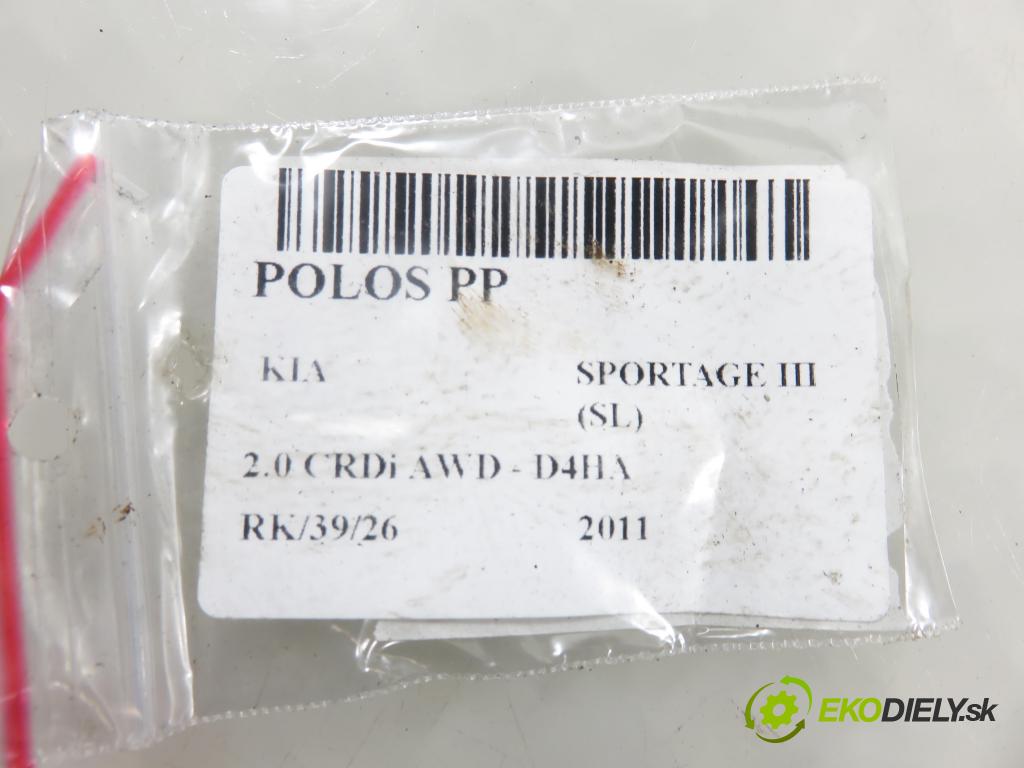 POLOS PP
KIA SPORTAGE III
(SL)
2.0 CRDi AWD - D4HA
RK/39/26 2011
EKODIELY.sk